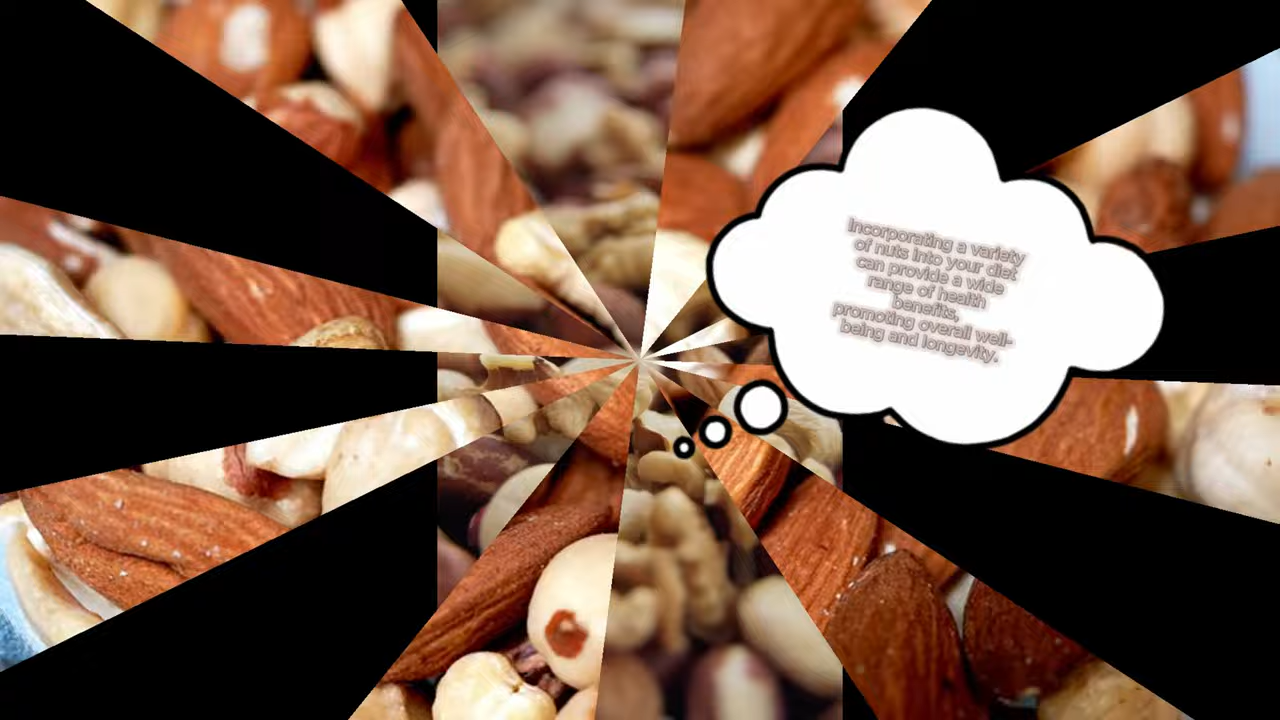 Incorporating a variety
of nuts into your diet
can provide a wide
range of health
benefits,
promoting overall well-
being and longevity.